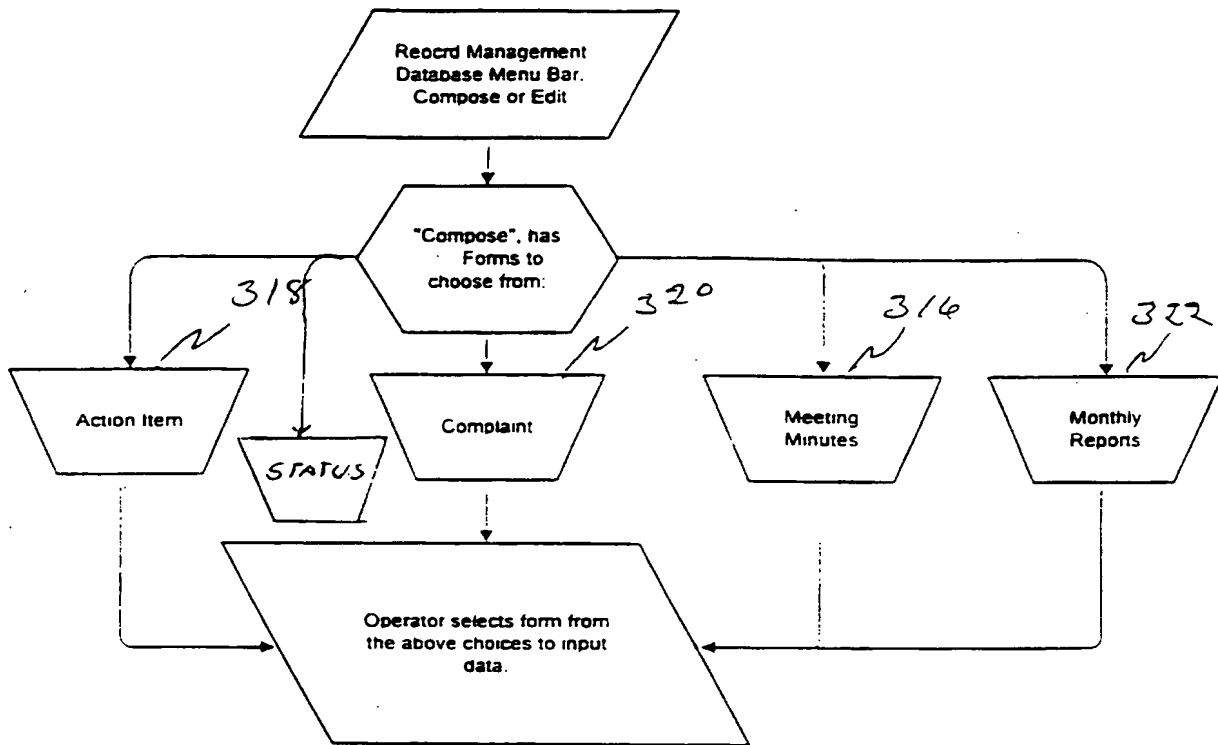 Reocrd Management
Database Menu Bar.
Compose or Edit
"Compose", has
Forms to
choose from:
318
320
316
322
Action Item
STATUS
Complaint
Meeting
Minutes
Monthly
Reports
Operator selects form from
the above choices to input
data.